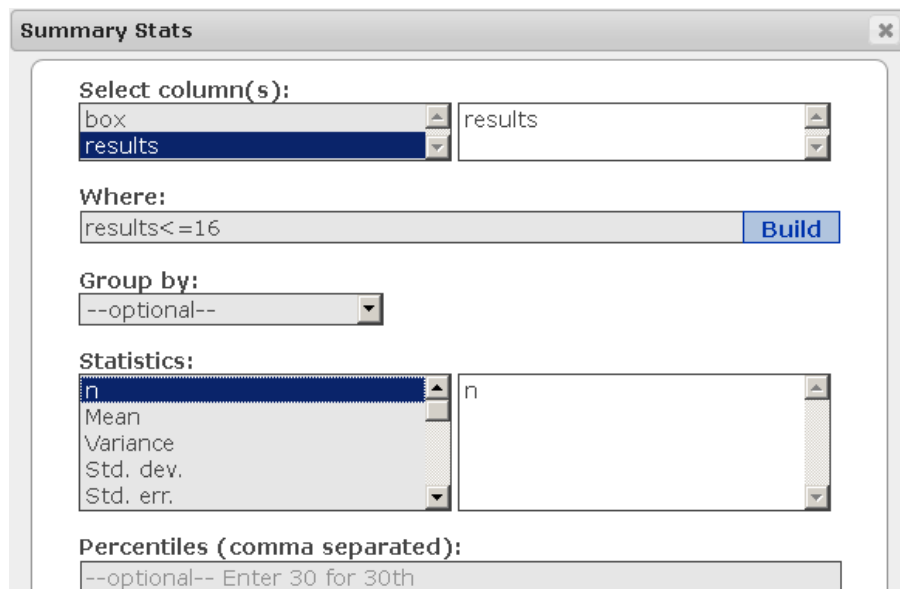 Summary Stats
Select column(s):
box
results
results
Where:
results<=16
Build
Group by:
--optional--
Statistics:
n
Mean
Variance
Std. dev.
Std. err.
n
Percentiles (comma separated):
--optional-- Enter 30 for 30th